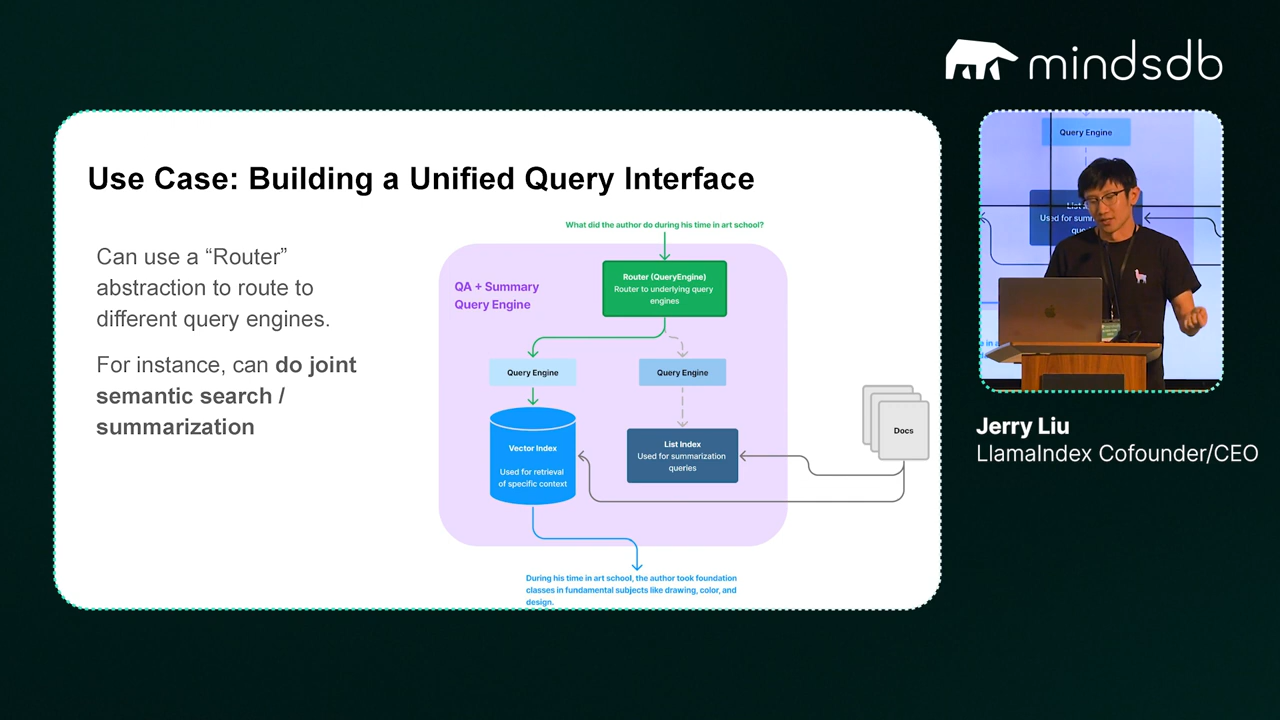 mindsdb
Use Case: Building a Unified Query Interface
Can use a “Router”
abstraction to route to
different query engines.
For instance, can do joint
semantic search /
summarization
What did the author do during his time in art school?
QA + Summary
Query Engine
Router (QueryEngine)
Router to underlying query
engines
Query Engine
Query Engine
Vector Index
Used for retrieval
of specific context
List Index
Used for summarization
queries
Docs
During his time in art school, the author took foundation
classes in fundamental subjects like drawing, color, and
design.
Query Engine
Jerry Liu
LlamaIndex Cofounder/CEO